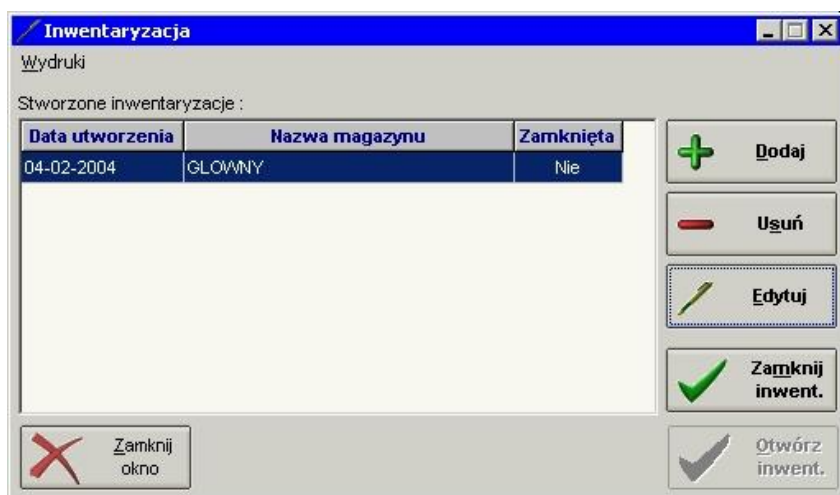 Inwentaryzacja
Wydruki
Stworzone inwentaryzacje :
Data utworzenia Nazwa magazynu Zamknięta
04-02-2004 GLOWNY Nie
Dodaj
Usuń
Edytuj
Zamknij
inwent.
Zamknij
okno
Otwórz
inwent.